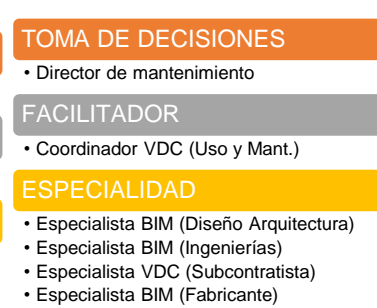 TOMA DE DECISIONES
• Director de mantenimiento
FACILITADOR
• Coordinador VDC (Uso y Mant.)
ESPECIALIDAD
• Especialista BIM (Diseño Arquitectura)
• Especialista BIM (Ingenierías)
• Especialista VDC (Subcontratista)
• Especialista BIM (Fabricante)